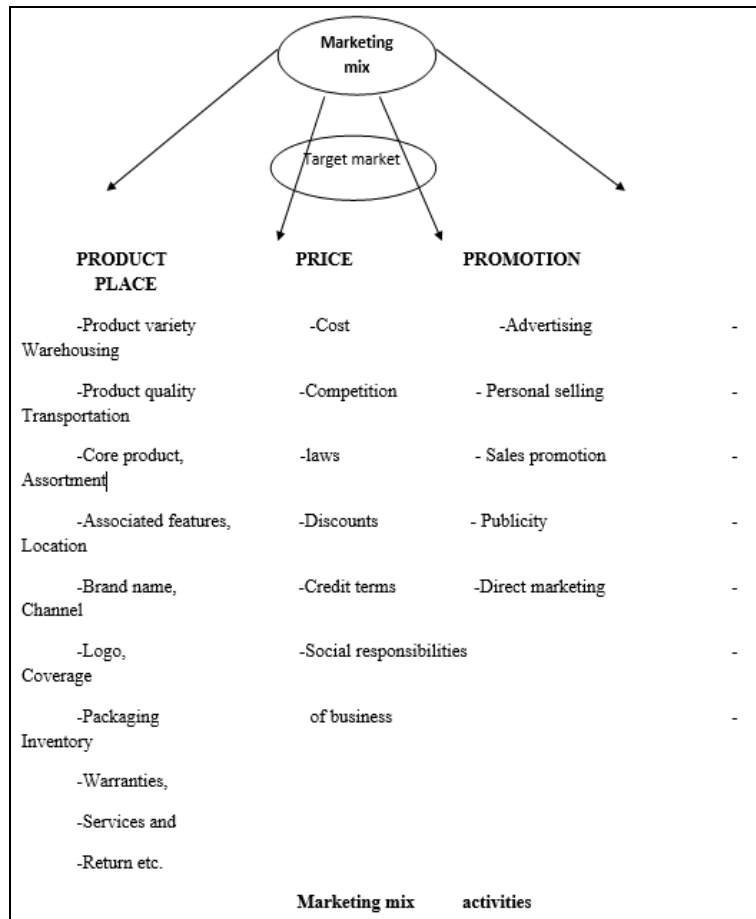 Marketing
mix
Target market
PRODUCT PRICE PROMOTION
PLACE
-Product variety -Cost -Advertising -
Warehousing
-Product quality -Competition - Personal selling -
Transportation
-Core product, -laws - Sales promotion -
Assortment
-Associated features, -Discounts - Publicity -
Location
-Brand name, -Credit terms -Direct marketing -
Channel
-Logo, -Social responsibilities -
Coverage
-Packaging of business -
Inventory
-Warranties,
-Services and
-Return etc.
Marketing mix activities